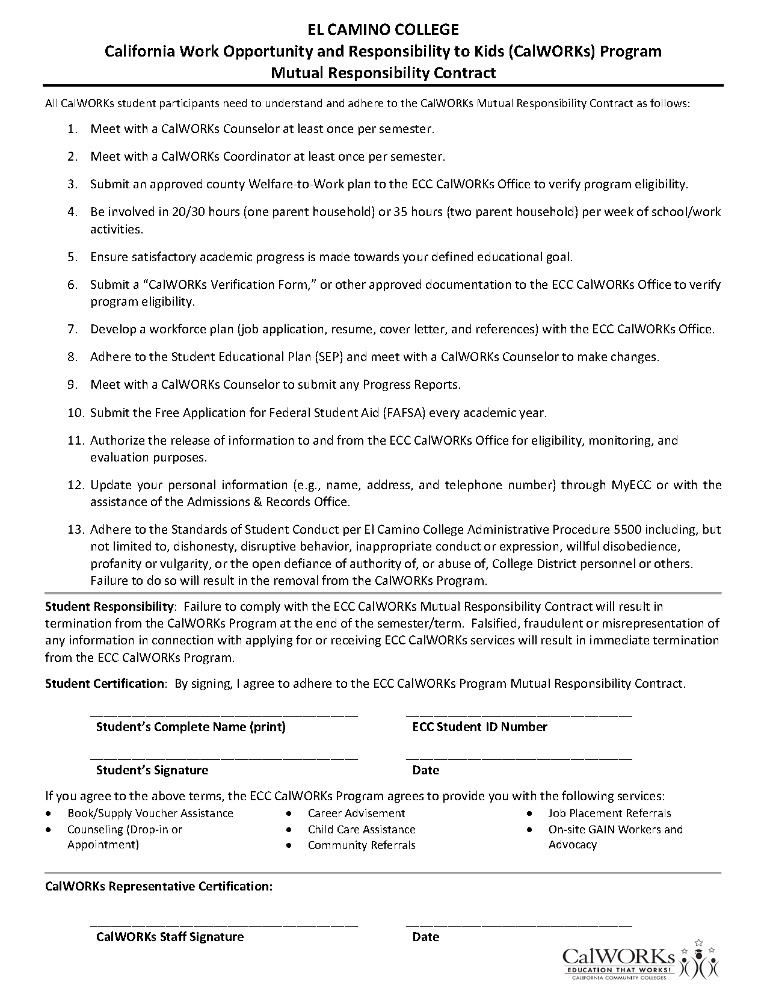 EL CAMINO COLLEGE
California Work Opportunity and Responsibility to Kids (CalWORKs) Program
Mutual Responsibility Contract
All CalWORKs student participants need to understand and adhere to the CalWORKs Mutual Responsibility Contract as follows:
1. Meet with a CalWORKs Counselor at least once per semester.
2. Meet with a CalWORKs Coordinator at least once per semester.
3. Submit an approved county Welfare-to-Work plan to the ECC CalWORKs Office to verify program eligibility.
4. Be involved in 20/30 hours (one parent household) or 35 hours (two parent household) per week of school/work
activities.
5. Ensure satisfactory academic progress is made towards your defined educational goal.
6. Submit a “CalWORKs Verification Form,” or other approved documentation to the ECC CalWORKs Office to verify
program eligibility.
7. Develop a workforce plan (job application, resume, cover letter, and references) with the ECC CalWORKs Office.
8. Adhere to the Student Educational Plan (SEP) and meet with a CalWORKs Counselor to make changes.
9. Meet with a CalWORKs Counselor to submit any Progress Reports.
10. Submit the Free Application for Federal Student Aid (FAFSA) every academic year.
11. Authorize the release of information to and from the ECC CalWORKs Office for eligibility, monitoring, and
evaluation purposes.
12. Update your personal information (e.g., name, address, and telephone number) through MyECC or with the
assistance of the Admissions & Records Office.
13. Adhere to the Standards of Student Conduct per El Camino College Administrative Procedure 5500 including, but
not limited to, dishonesty, disruptive behavior, inappropriate conduct or expression, willful disobedience,
profanity or vulgarity, or the open defiance of authority of, or abuse of, College District personnel or others.
Failure to do so will result in the removal from the CalWORKs Program.
Student Responsibility: Failure to comply with the ECC CalWORKs Mutual Responsibility Contract will result in
termination from the CalWORKs Program at the end of the semester/term. Falsified, fraudulent or misrepresentation of
any information in connection with applying for or receiving ECC CalWORKs services will result in immediate termination
from the ECC CalWORKs Program.
Student Certification: By signing, I agree to adhere to the ECC CalWORKs Program Mutual Responsibility Contract.
Student’s Complete Name (print) ECC Student ID Number
Student’s Signature Date
If you agree to the above terms, the ECC CalWORKs Program agrees to provide you with the following services:
• Book/Supply Voucher Assistance
• Counseling (Drop-in or
Appointment)
• Career Advisement
• Child Care Assistance
• Community Referrals
• Job Placement Referrals
• On-site GAIN Workers and
Advocacy
CalWORKs Representative Certification:
CalWORKs Staff Signature Date
CalWORKs
EDUCATION THAT WORKS!
CALIFORNIA COMMUNITY COLLEGES